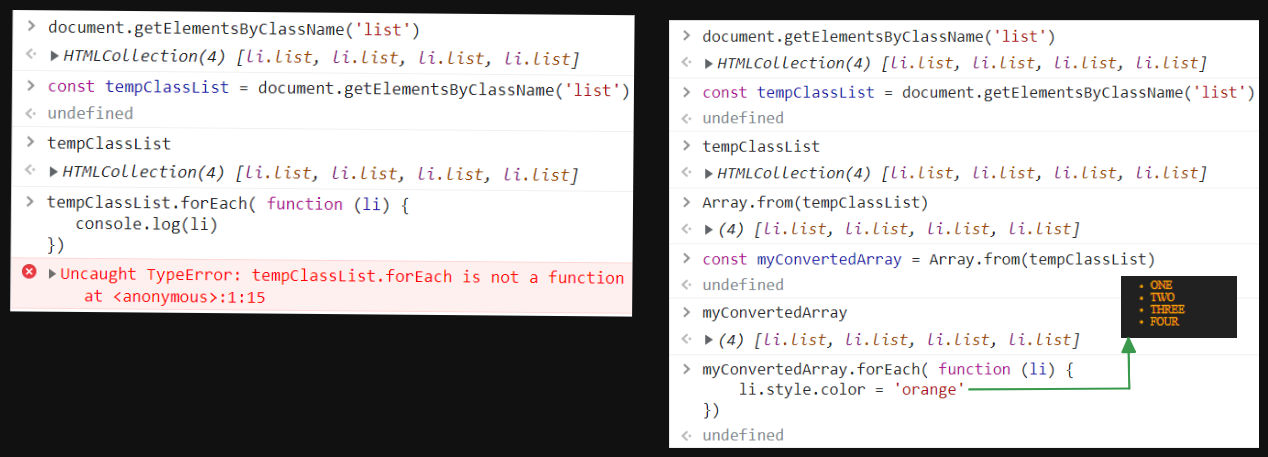 document.getElementsByClassName('list')
HTMLCollection(4) [li.list, li.list, li.list, li.list]
const tempClassList = document.getElementsByClassName('list')
undefined
tempClassList
HTMLCollection(4) [li.list, li.list, li.list, li.list]
tempClassList.forEach( function (li) {
console.log(li)
})
Uncaught TypeError: tempClassList.forEach is not a function
at <anonymous>:1:15
document.getElementsByClassName('list')
HTMLCollection(4) [li.list, li.list, li.list, li.list]
const tempClassList = document.getElementsByClassName('list')
undefined
tempClassList
HTMLCollection(4) [li.list, li.list, li.list, li.list]
Array.from(tempClassList)
(4) [li.list, li.list, li.list, li.list]
const myConvertedArray = Array.from(tempClassList)
undefined
myConvertedArray
(4) [li.list, li.list, li.list, li.list]
myConvertedArray.forEach( function (li) {
li.style.color = 'orange'
})
undefined
ONE
TWO
THREE
FOUR